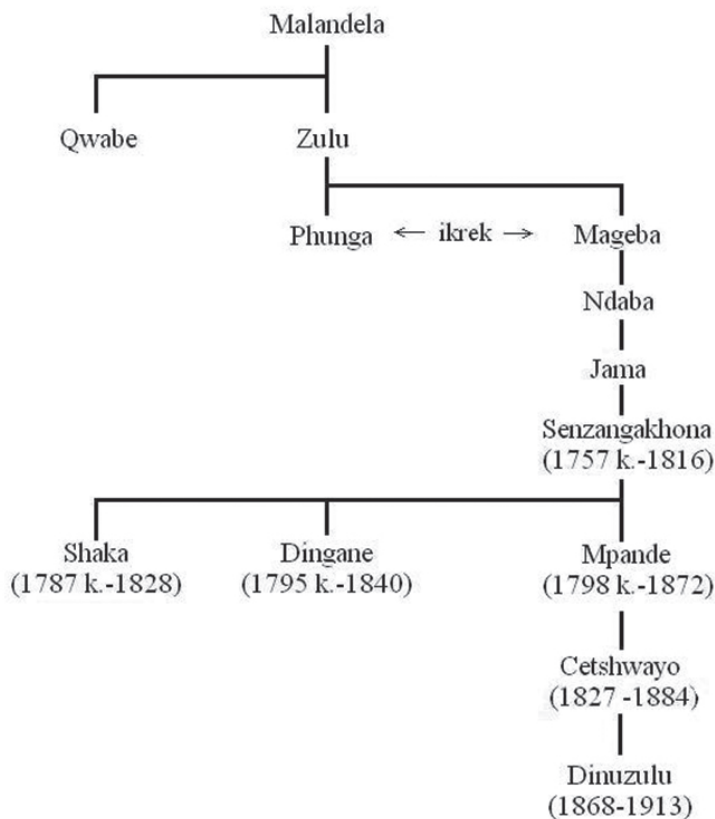 Malandela
Qwabe
Zulu
Phunga
← ikrek →
Mageba
Ndaba
Jama
Senzangakhona
(1757 k.-1816)
Shaka
(1787 k.-1828)
Dingane
(1795 k.-1840)
Mpande
(1798 k.-1872)
Cetshwayo
(1827 -1884)
Dinuzulu
(1868-1913)